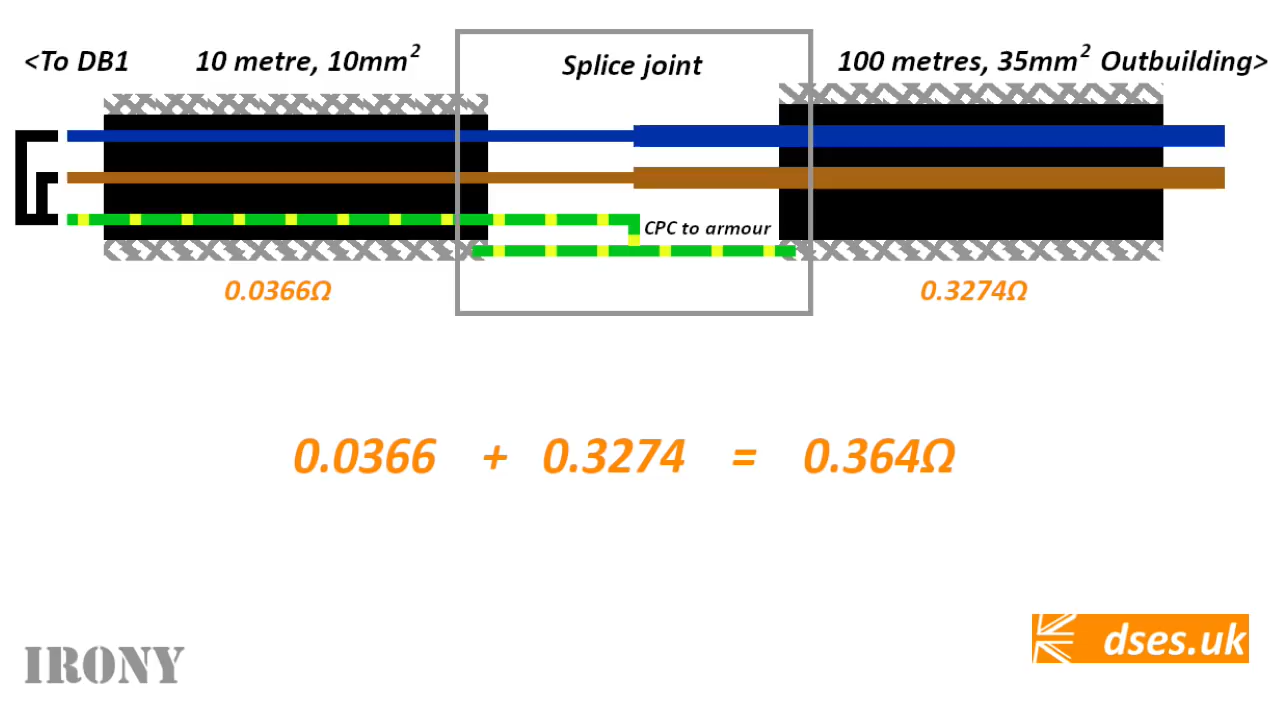 <To DB1 10 metre, 10mm² Splice joint 100 metres, 35mm² Outbuilding>
CPC to armour
0.0366Ω 0.3274Ω
0.0366 + 0.3274 = 0.364Ω
IRONY dses.uk